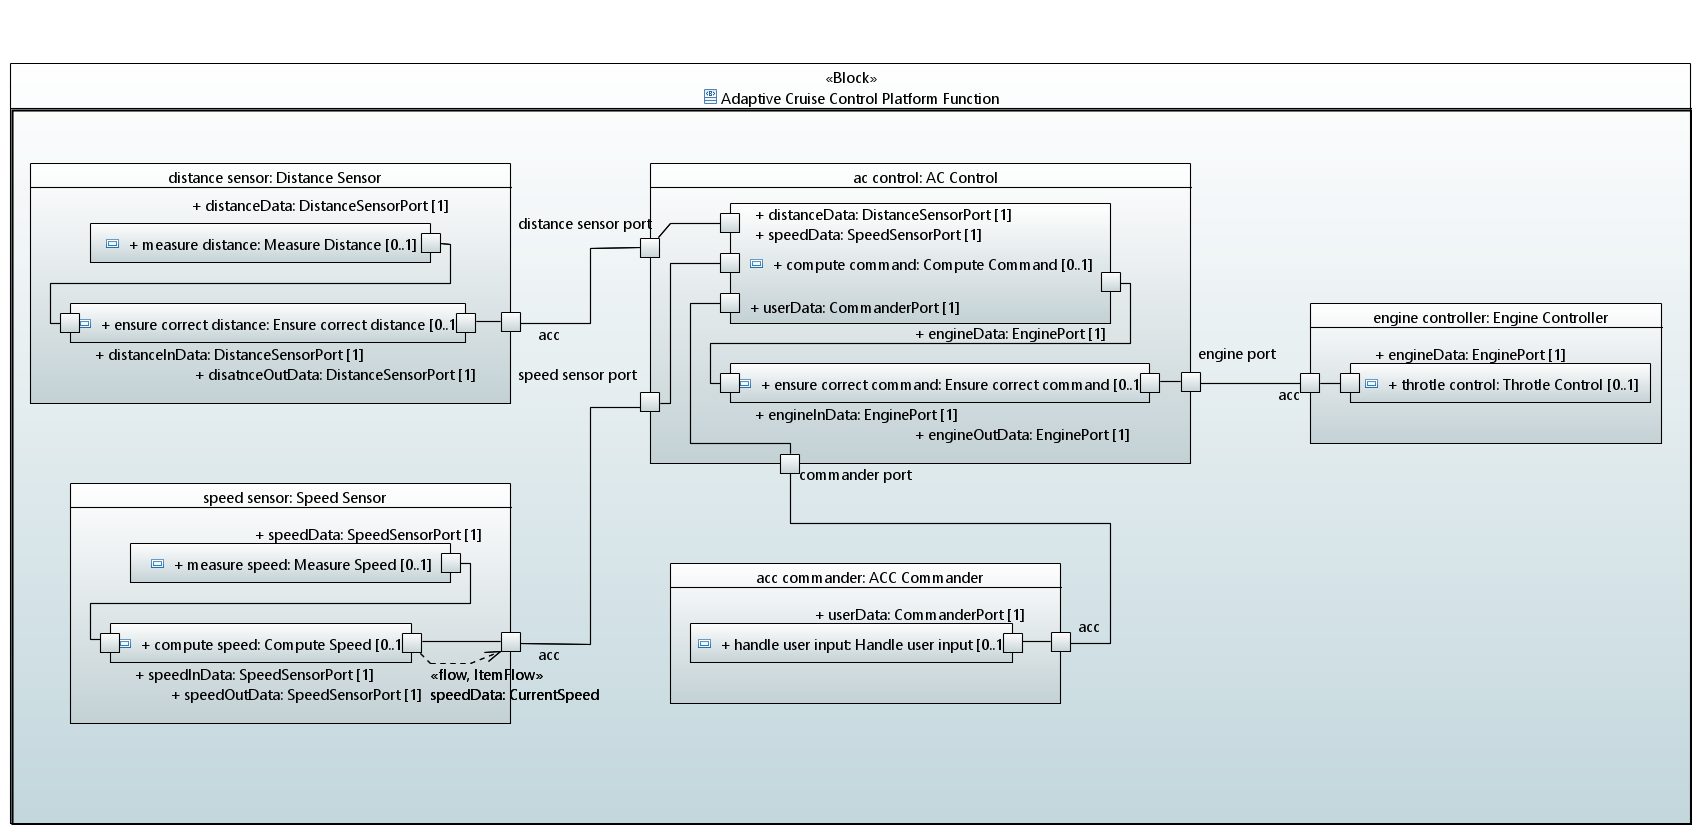 «Block»
Adaptive Cruise Control Platform Function
distance sensor: Distance Sensor
+ distanceData: DistanceSensorPort [1]
+ measure distance: Measure Distance [0..1]
+ ensure correct distance: Ensure correct distance [0..1
+ distanceInData: DistanceSensorPort [1]
+ disatnceOutData: DistanceSensorPort [1]
acc
distance sensor port
speed sensor port
ac control: AC Control
+ distanceData: DistanceSensorPort [1]
+ speedData: SpeedSensorPort [1]
+ compute command: Compute Command [0..1]
+ userData: CommanderPort [1]
+ engineData: EnginePort [1]
+ ensure correct command: Ensure correct command [0..1
+ engineInData: EnginePort [1]
+ engineOutData: EnginePort [1]
commander port
engine port
acc
engine controller: Engine Controller
+ engineData: EnginePort [1]
+ throtle control: Throtle Control [0..1]
speed sensor: Speed Sensor
+ speedData: SpeedSensorPort [1]
+ measure speed: Measure Speed [0..1]
+ compute speed: Compute Speed [0..1
+ speedInData: SpeedSensorPort [1]
+ speedOutData: SpeedSensorPort [1]
acc
«flow, ItemFlow»
speedData: CurrentSpeed
acc commander: ACC Commander
+ userData: CommanderPort [1]
+ handle user input: Handle user input [0..1
acc